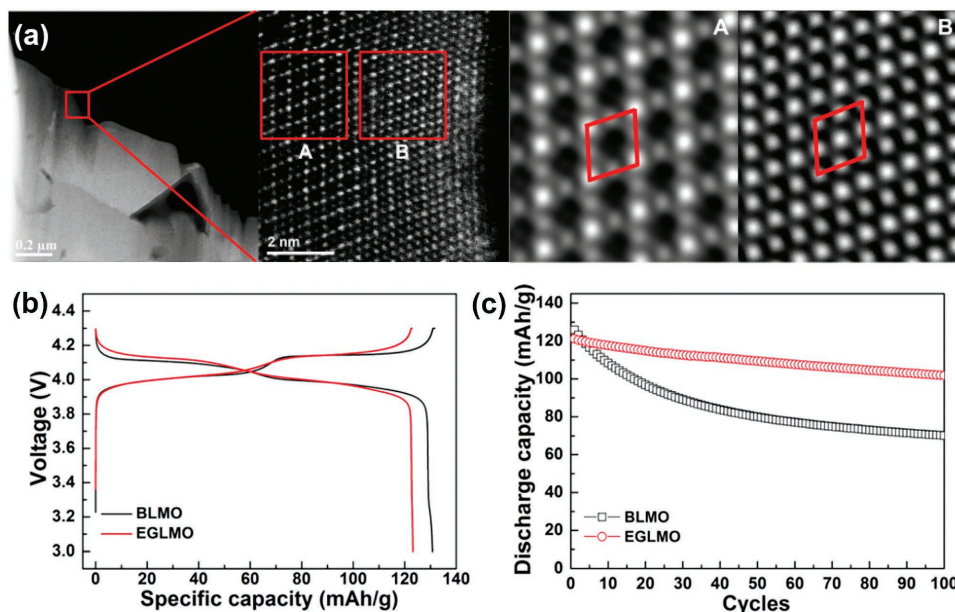 (a)
A
B
A
B
0.2 µm
2 nm
(b)
4.4
4.2
4.0
3.8
3.6
3.4
3.2
3.0
Voltage (V)
BLMO
EGLMO
0 20 40 60 80 100 120 140
Specific capacity (mAh/g)
(c)
140
120
100
80
60
40
20
0
Discharge capacity (mAh/g)
BLMO
EGLMO
0 10 20 30 40 50 60 70 80 90 100
Cycles